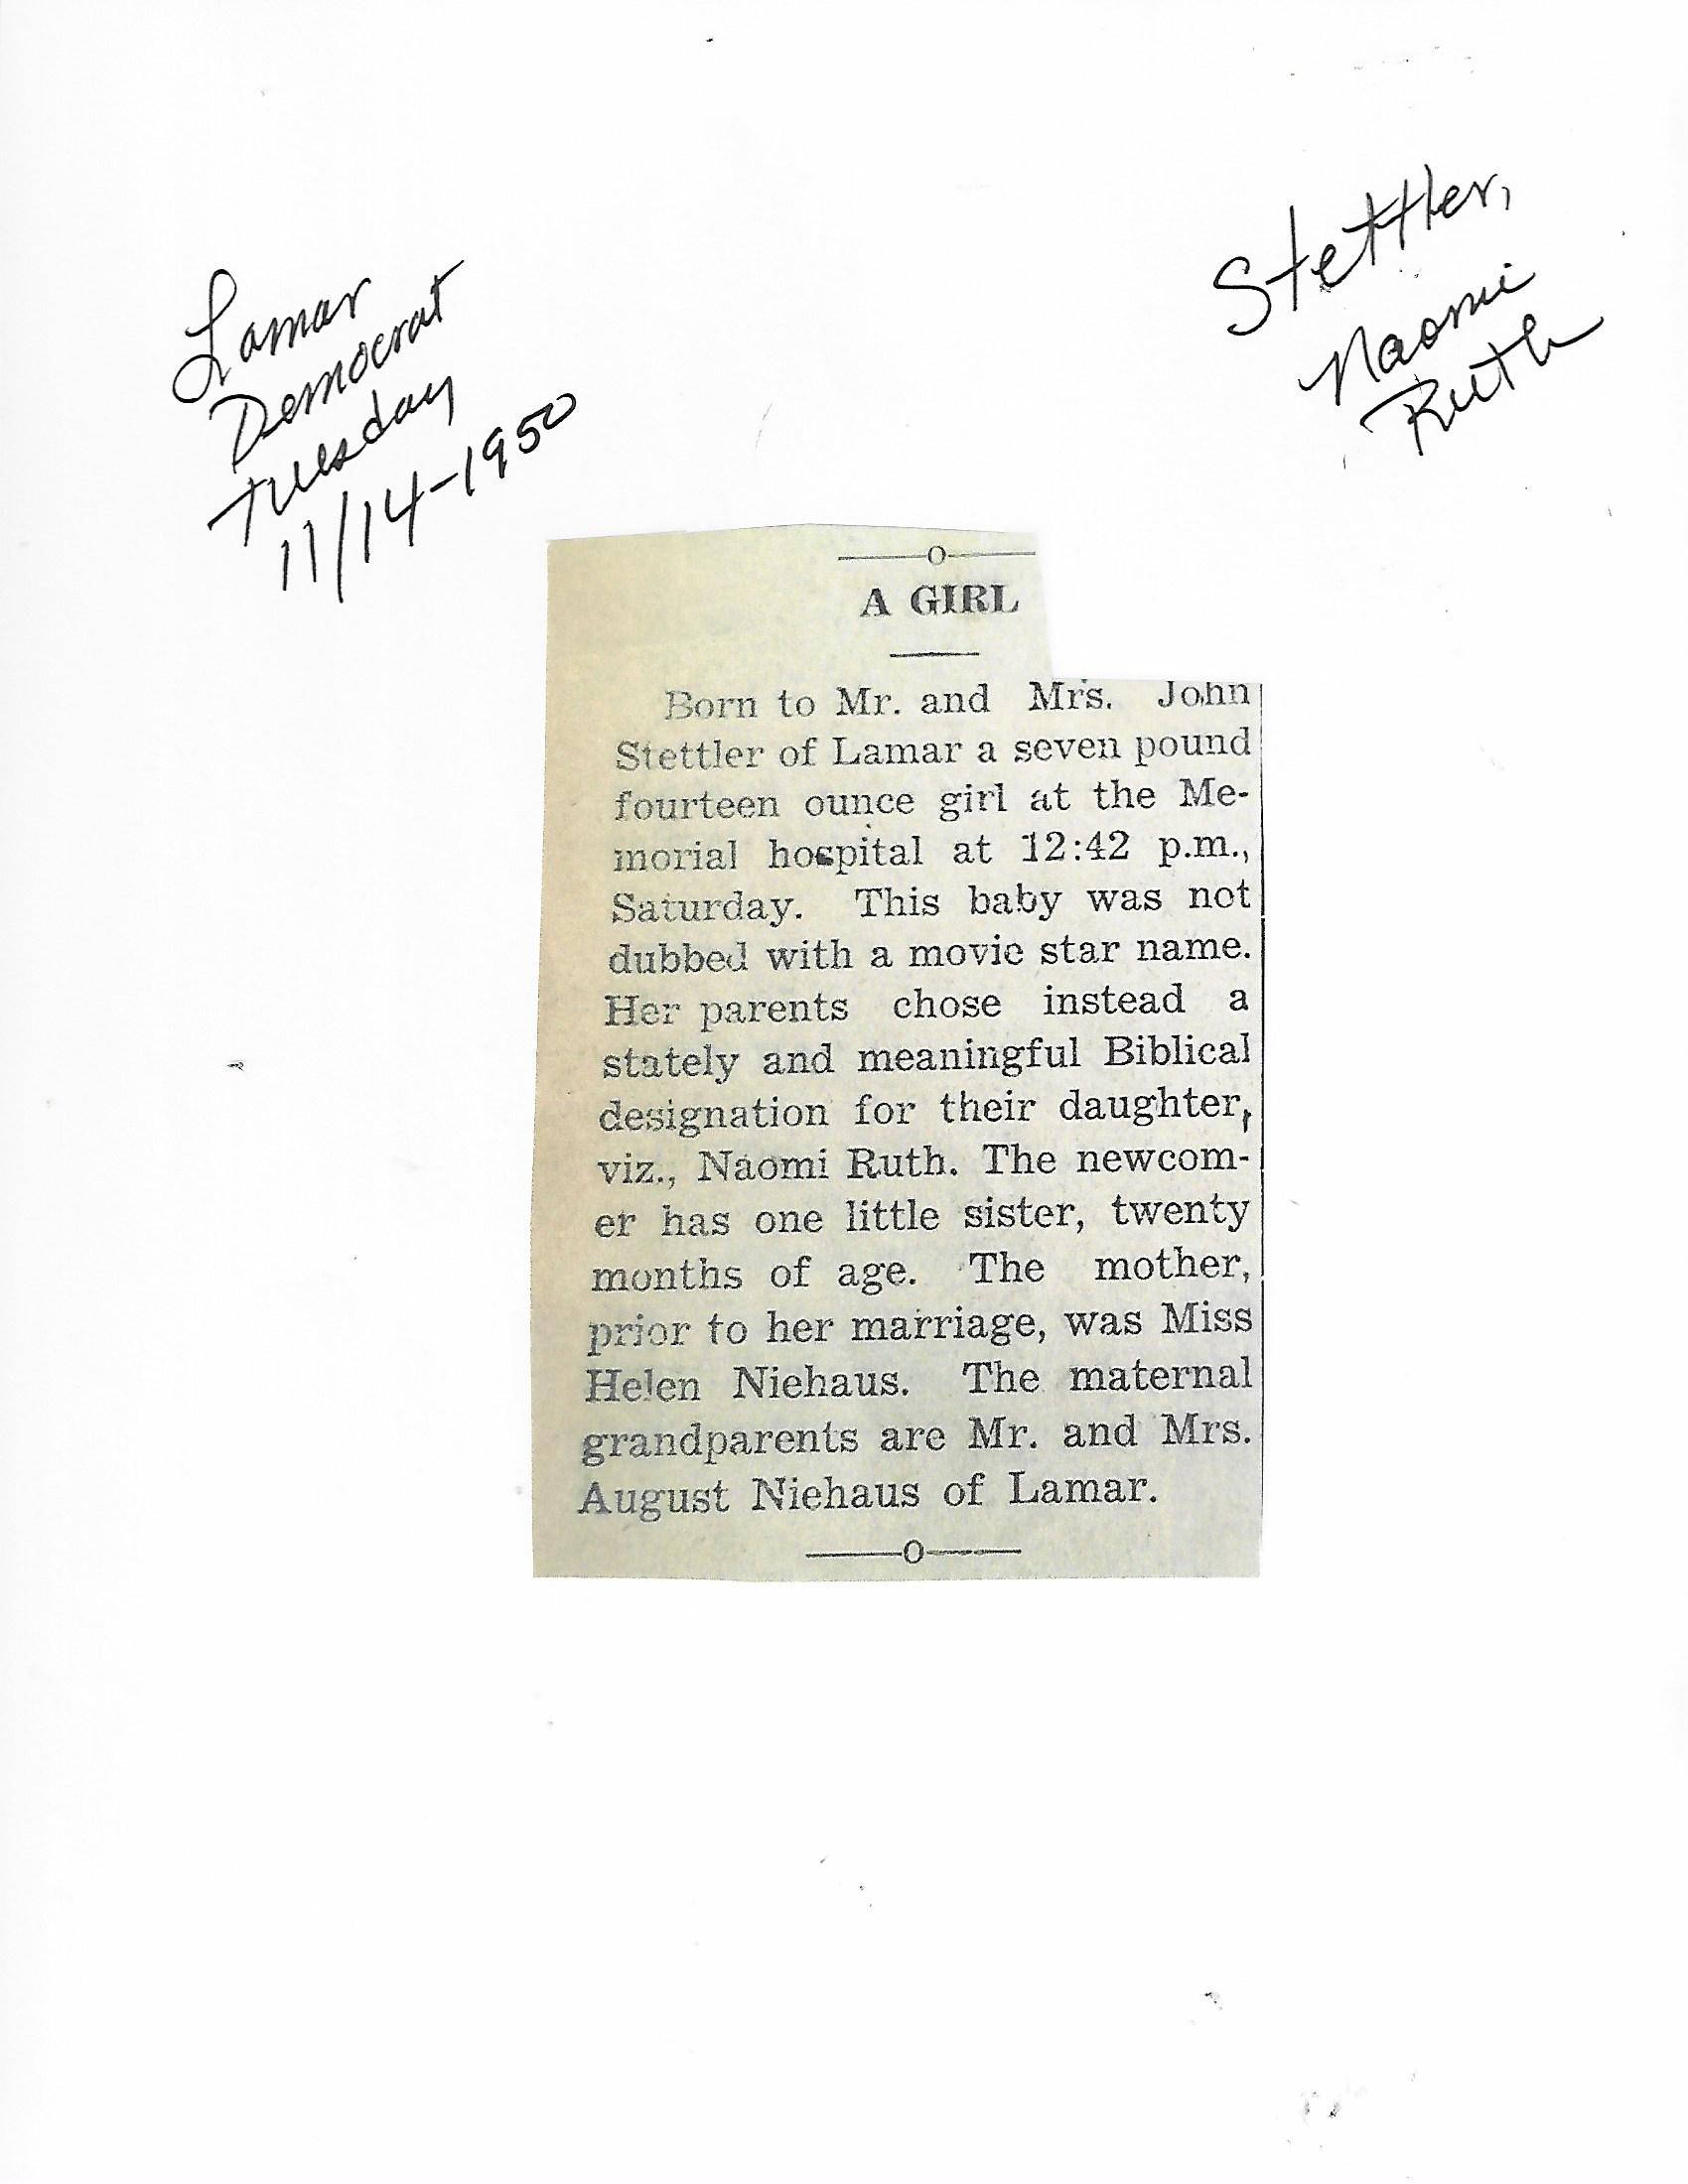 Lamar
Democrat
Tuesday
11/14-1950
Stettler,
Naomi
Ruth
A GIRL
Born to Mr. and Mrs. John
Stettler of Lamar a seven pound
fourteen ounce girl at the Me-
morial hospital at 12:42 p.m.,
Saturday. This baby was not
dubbed with a movie star name.
Her parents chose instead a
stately and meaningful Biblical
designation for their daughter,
viz., Naomi Ruth. The newcom-
er has one little sister, twenty
months of age. The mother,
prior to her marriage, was Miss
Helen Niehaus. The maternal
grandparents are Mr. and Mrs.
August Niehaus of Lamar.